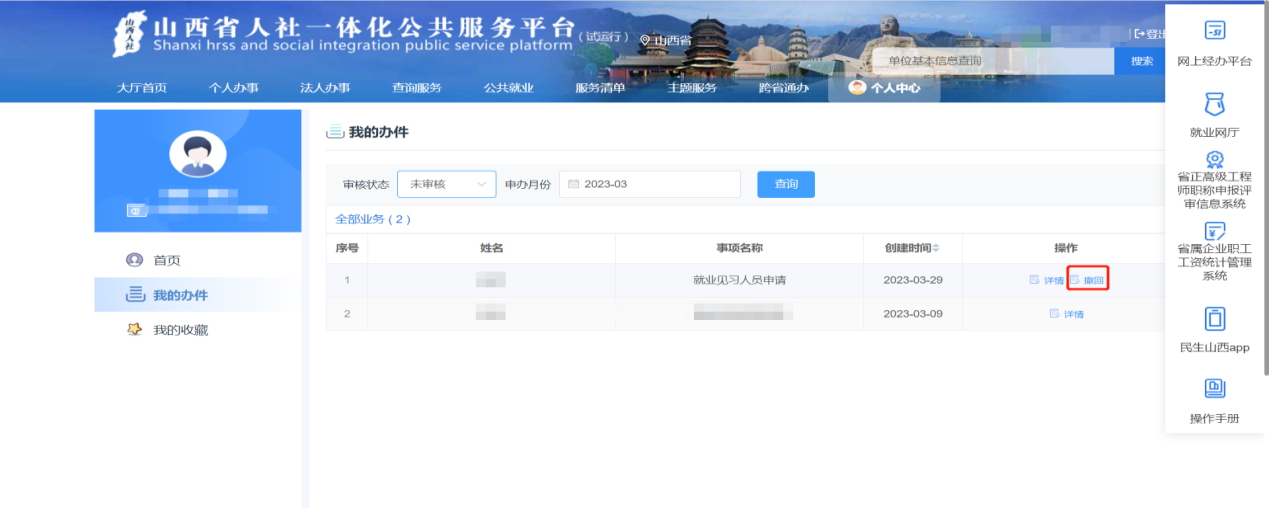 山西人社
山西省人社一体化公共服务平台(试运行)
Shanxi hrss and social integration public service platform
山西省
登出
单位基本信息查询
搜索
大厅首页
个人办事
法人办事
查询服务
公共就业
服务清单
主题服务
跨省通办
个人中心
首页
我的办件
我的收藏
我的办件
审核状态 未审核 申办月份 2023-03 查询
全部业务 ( 2 )
序号 姓名 事项名称 创建时间 操作
1 就业见习人员申请 2023-03-29 详情 撤回
2 2023-03-09 详情
网上经办平台
就业网厅
省正高级工程
师职称申报评
审信息系统
省属企业职工
工资统计管理
系统
民生山西app
操作手册